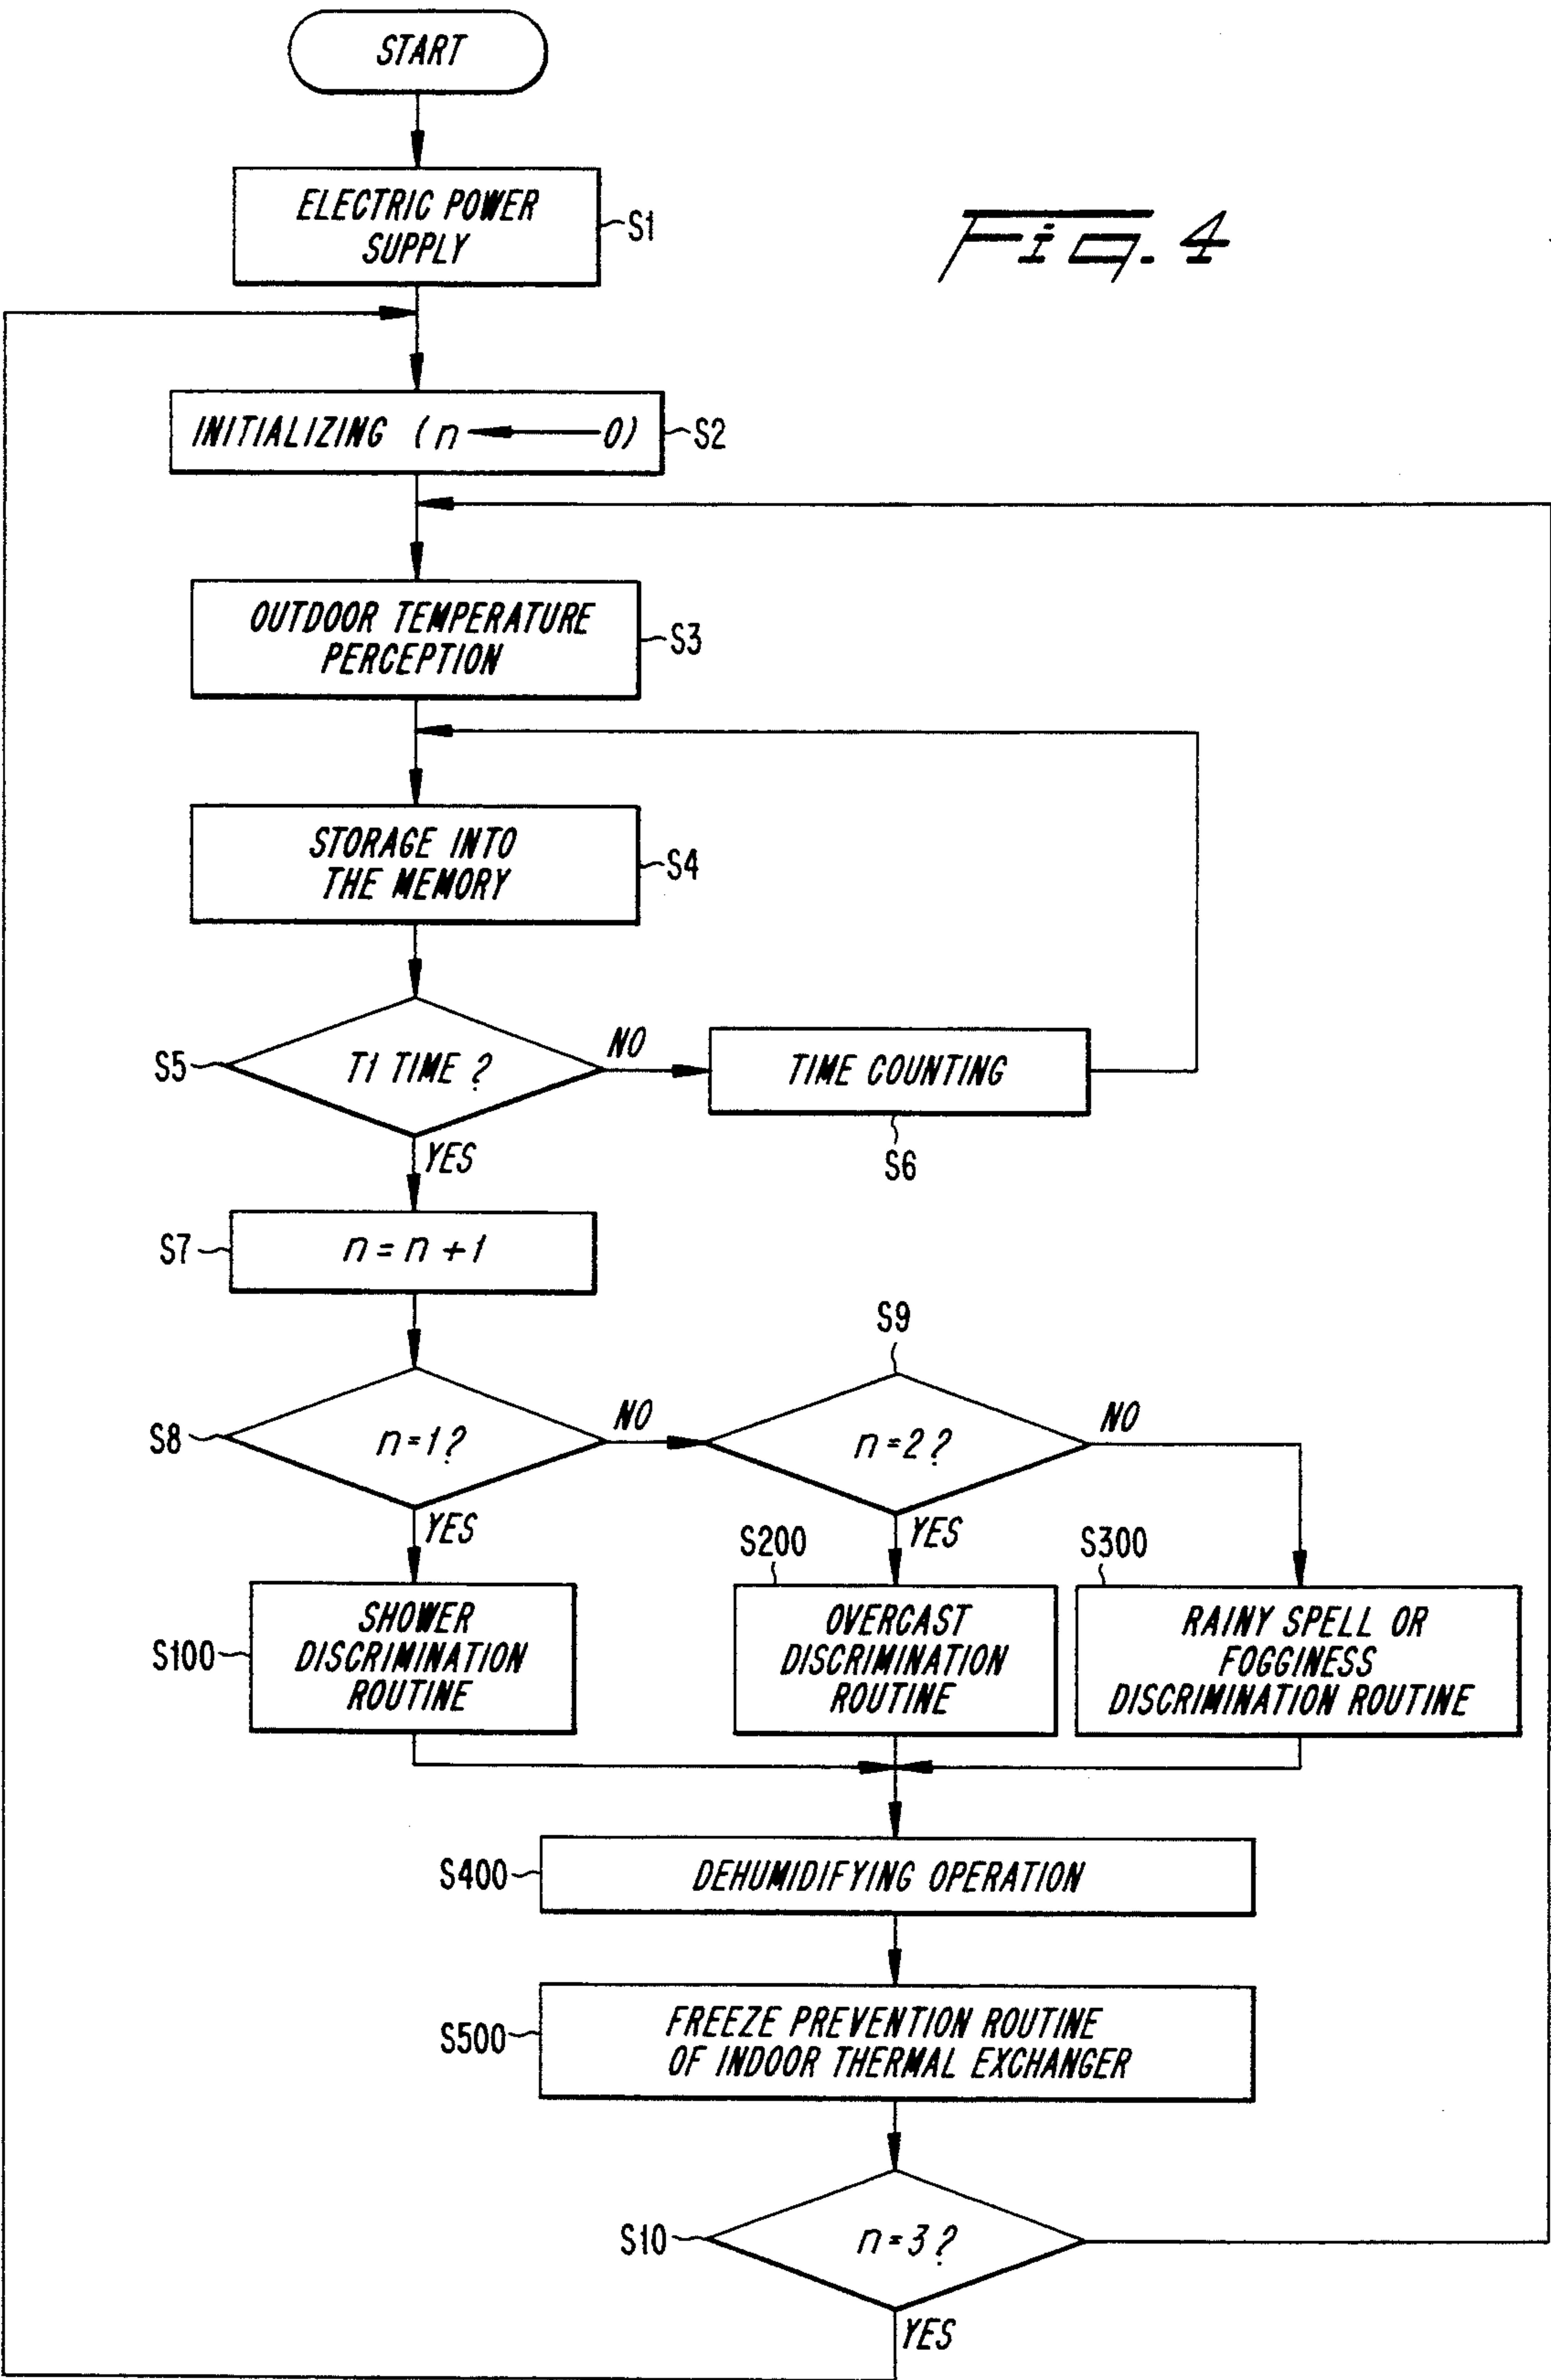 START
ELECTRIC POWER
SUPPLY
S1
Fig. 4
INITIALIZING (n ← 0)
S2
OUTDOOR TEMPERATURE
PERCEPTION
S3
STORAGE INTO
THE MEMORY
S4
S5
T1 TIME ?
NO
TIME COUNTING
S6
YES
S7
n = n + 1
S9
S8
n = 1 ?
NO
n = 2 ?
NO
YES
YES
S200
S300
S100
SHOWER
DISCRIMINATION
ROUTINE
OVERCAST
DISCRIMINATION
ROUTINE
RAINY SPELL OR
FOGGINESS
DISCRIMINATION ROUTINE
S400
DEHUMIDIFYING OPERATION
S500
FREEZE PREVENTION ROUTINE
OF INDOOR THERMAL EXCHANGER
S10
n = 3 ?
YES